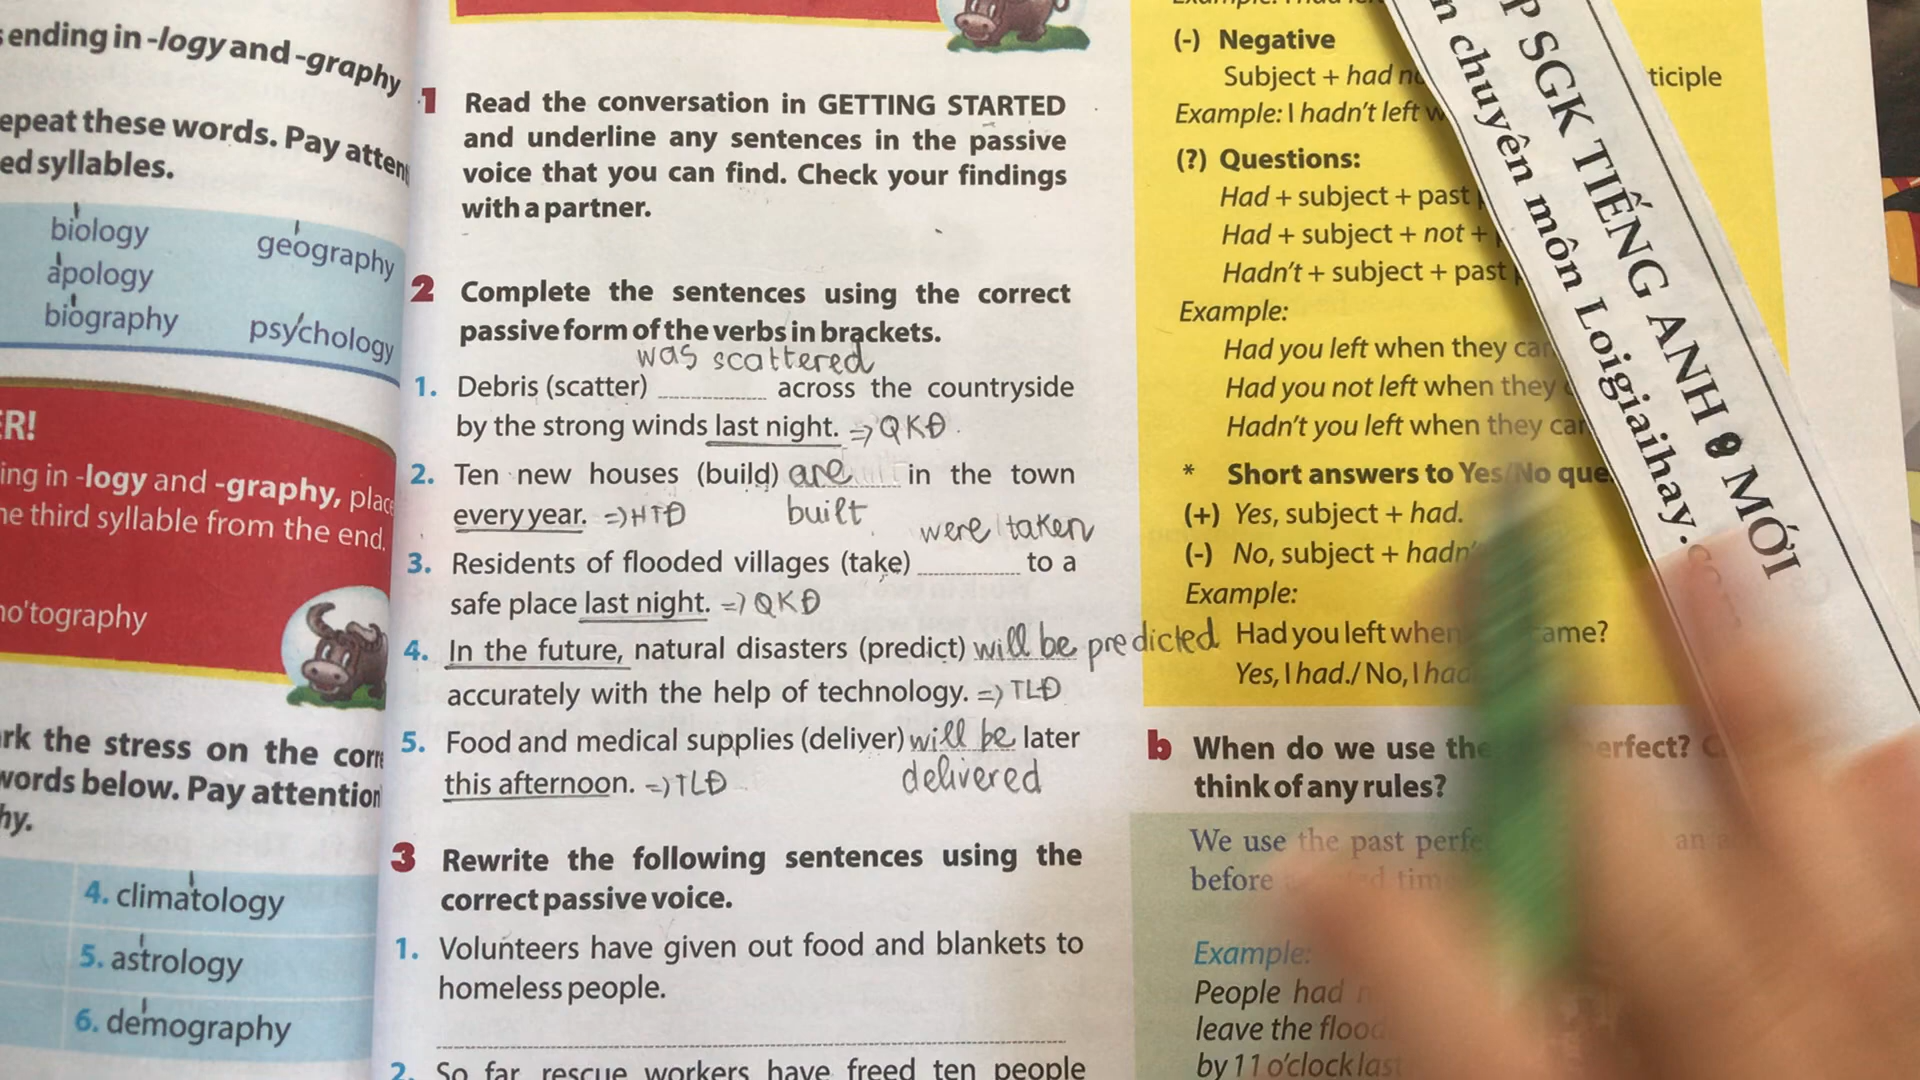 ending in -logy and -graphy
epeat these words. Pay atten
ed syllables.
biology
geography
apology
biography
psychology
ER!
ing in -logy and -graphy, place
he third syllable from the end.
ho'tography
rk the stress on the corre
words below. Pay attention
hy.
4. climatology
5. astrology
6. demography
1 Read the conversation in GETTING STARTED
and underline any sentences in the passive
voice that you can find. Check your findings
with a partner.
2 Complete the sentences using the correct
passive form of the verbs in brackets.
was scattered
1. Debris (scatter) across the countryside
by the strong winds last night. => QKĐ
2. Ten new houses (build) are in the town
every year. => HTĐ built
were taken
3. Residents of flooded villages (take) to a
safe place last night. => QKĐ
4. In the future, natural disasters (predict) will be predicted
accurately with the help of technology. => TLĐ
5. Food and medical supplies (deliver) will be later
this afternoon. => TLĐ delivered
3 Rewrite the following sentences using the
correct passive voice.
1. Volunteers have given out food and blankets to
homeless people.
2. So far, rescue workers have freed ten people
(-) Negative
Subject + had ticiple
Example: I hadn't left
(?) Questions:
Had + subject + past
Had + subject + not +
Hadn't + subject + past
Example:
Had you left when they
Had you not left when they
Hadn't you left when they
* Short answers to Yes/No que
(+) Yes, subject + had.
(-) No, subject + hadn'
Example:
Had you left when ame?
Yes, I had./ No, I had
b When do we use the erfect?
think of any rules?
We use the past perfe an
before
Example:
People had
leave the flood
by 11 o'clock las
P SGK TIẾNG ANH 9 MỚI
n chuyên môn Loigiaihay.com